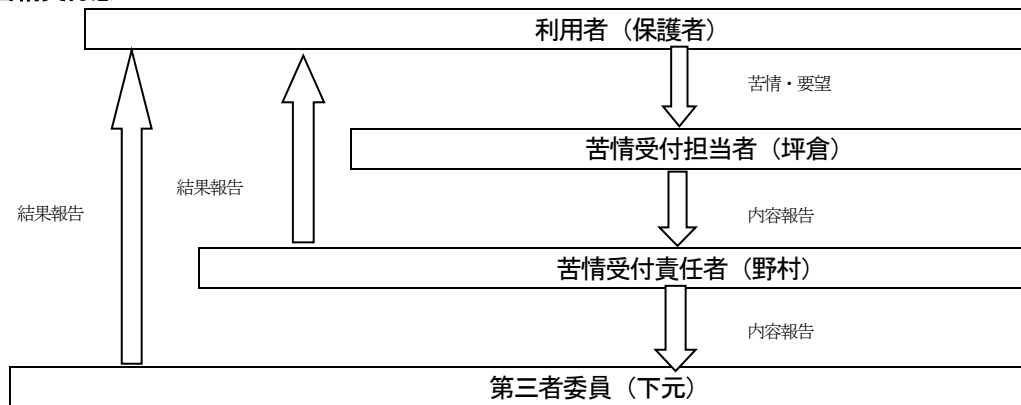 利用者（保護者）
苦情・要望
苦情受付担当者（坪倉）
結果報告
結果報告
内容報告
苦情受付責任者（野村）
内容報告
第三者委員（下元）